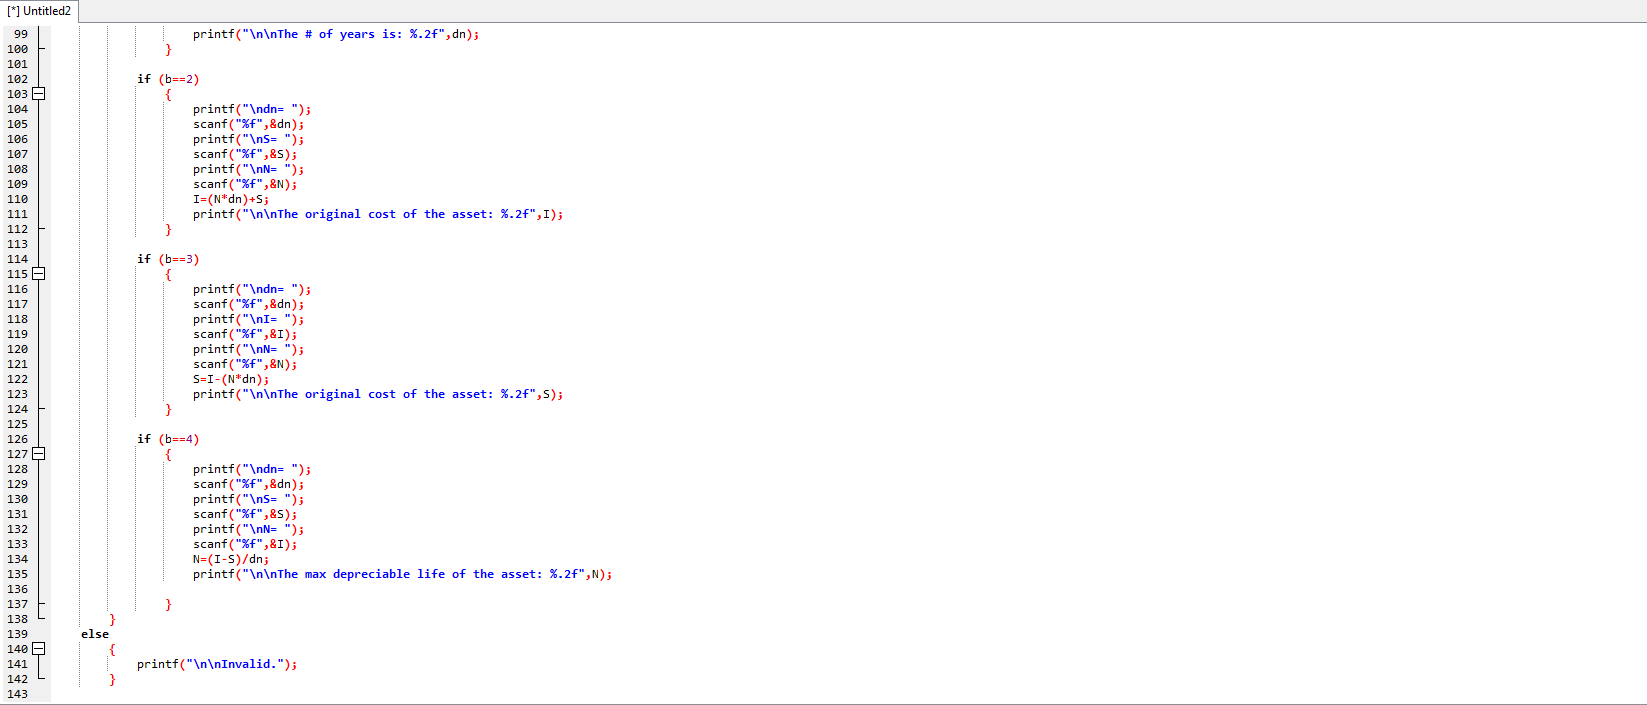 [*] Untitled2
99 printf("\n\nThe # of years is: %.2f",dn);
100 }
101
102 if (b==2)
103 {
104 printf("\ndn= ");
105 scanf("%f",&dn);
106 printf("\nS= ");
107 scanf("%f",&S);
108 printf("\nN= ");
109 scanf("%f",&N);
110 I=(N*dn)+S;
111 printf("\n\nThe original cost of the asset: %.2f",I);
112 }
113
114 if (b==3)
115 {
116 printf("\ndn= ");
117 scanf("%f",&dn);
118 printf("\nI= ");
119 scanf("%f",&I);
120 printf("\nN= ");
121 scanf("%f",&N);
122 S=I-(N*dn);
123 printf("\n\nThe original cost of the asset: %.2f",S);
124 }
125
126 if (b==4)
127 {
128 printf("\ndn= ");
129 scanf("%f",&dn);
130 printf("\nS= ");
131 scanf("%f",&S);
132 printf("\nN= ");
133 scanf("%f",&I);
134 N=(I-S)/dn;
135 printf("\n\nThe max depreciable life of the asset: %.2f",N);
136
137 }
138 }
139 else
140 {
141 printf("\n\nInvalid.");
142 }
143